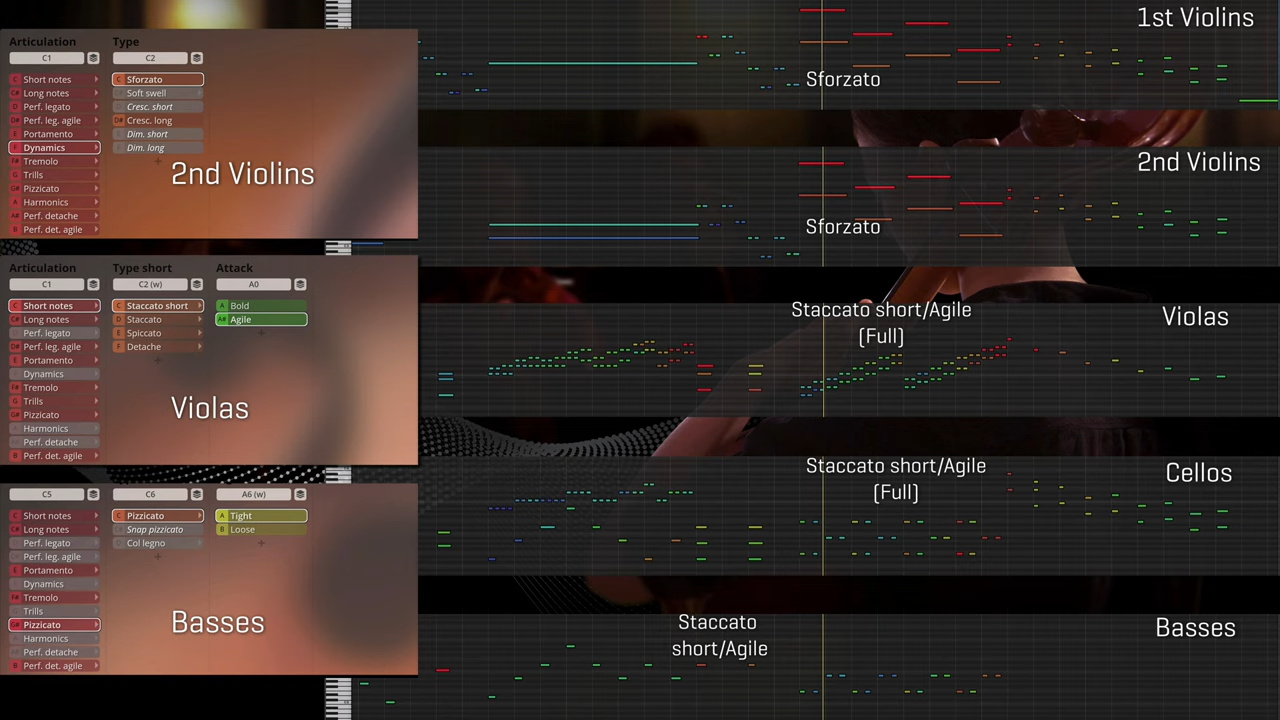 1st Violins
Sforzato
Articulation Type
C1 C2
Short notes Sforzato
Long notes Soft swell
Perf. legato Cresc. short
Perf. leg. agile Cresc. long
Portamento Dim. short
Dynamics Dim. long
Tremolo
Trills
Pizzicato
Harmonics
Perf. detache
Perf. det. agile
2nd Violins
2nd Violins
Sforzato
Articulation Type short Attack
C1 C2 (w) A0
Short notes Staccato short Bold
Long notes Staccato Agile
Perf. legato Spiccato
Perf. leg. agile Detache
Portamento
Dynamics
Tremolo
Trills
Pizzicato
Harmonics
Perf. detache
Perf. det. agile
Violas
Staccato short/Agile
(Full)
Violas
Staccato short/Agile
(Full)
Cellos
C5 C6 A6 (w)
Short notes Pizzicato Tight
Long notes Snap pizzicato Loose
Perf. legato Col legno
Perf. leg. agile
Portamento
Dynamics
Tremolo
Trills
Pizzicato
Harmonics
Perf. detache
Perf. det. agile
Basses
Staccato
short/Agile
Basses